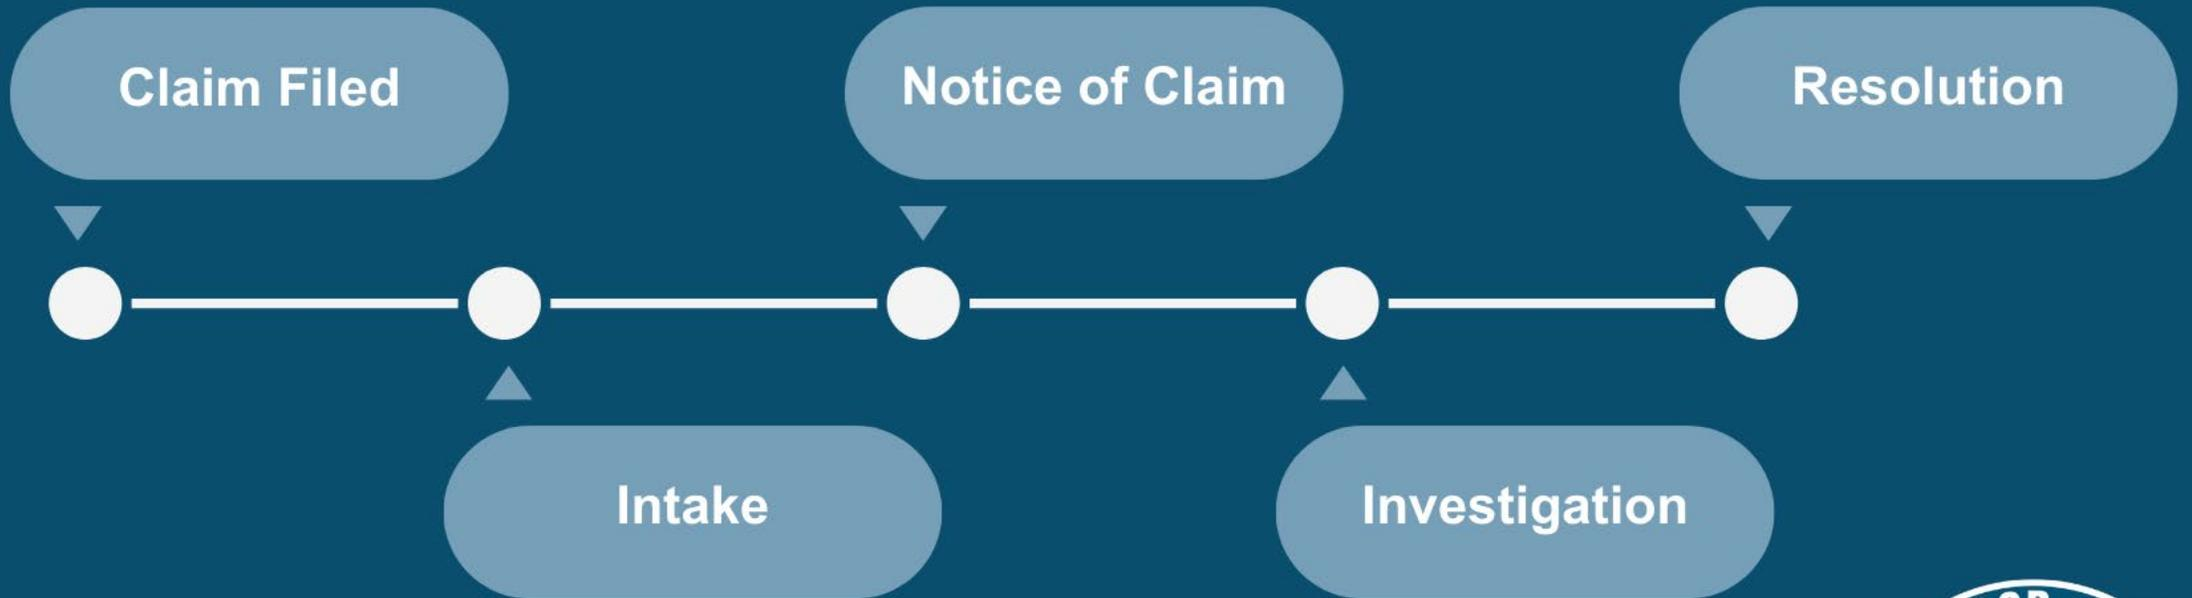 Claim Filed
Notice of Claim
Resolution
Intake
Investigation